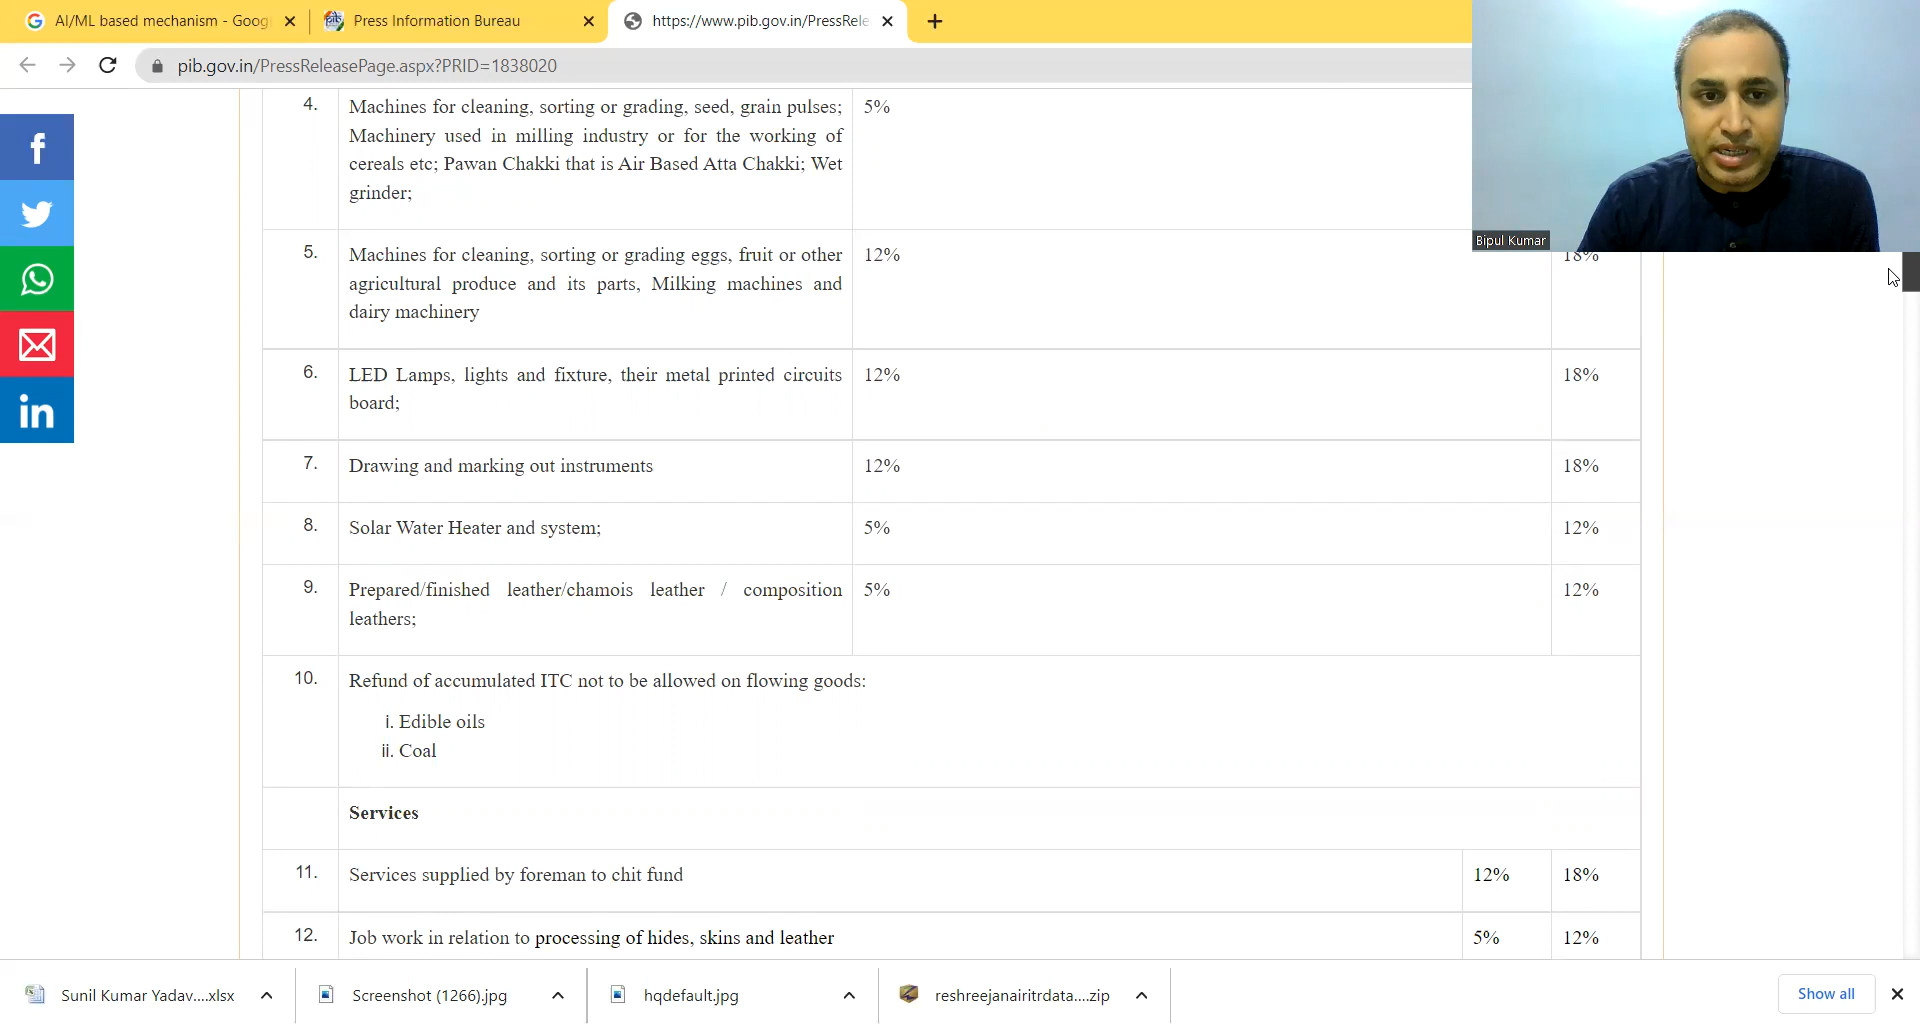 AI/ML based mechanism - Goog
Press Information Bureau
https://www.pib.gov.in/PressRele
pib.gov.in/PressReleasePage.aspx?PRID=1838020
4. Machines for cleaning, sorting or grading, seed, grain pulses; 5%
Machinery used in milling industry or for the working of
cereals etc; Pawan Chakki that is Air Based Atta Chakki; Wet
grinder;
Bipul Kumar
5. Machines for cleaning, sorting or grading eggs, fruit or other 12% 18%
agricultural produce and its parts, Milking machines and
dairy machinery
6. LED Lamps, lights and fixture, their metal printed circuits 12% 18%
board;
7. Drawing and marking out instruments 12% 18%
8. Solar Water Heater and system; 5% 12%
9. Prepared/finished leather/chamois leather / composition 5% 12%
leathers;
10. Refund of accumulated ITC not to be allowed on flowing goods:
i. Edible oils
ii. Coal
Services
11. Services supplied by foreman to chit fund 12% 18%
12. Job work in relation to processing of hides, skins and leather 5% 12%
Sunil Kumar Yadav....xlsx
Screenshot (1266).jpg
hqdefault.jpg
reshreejanairitrdata....zip
Show all